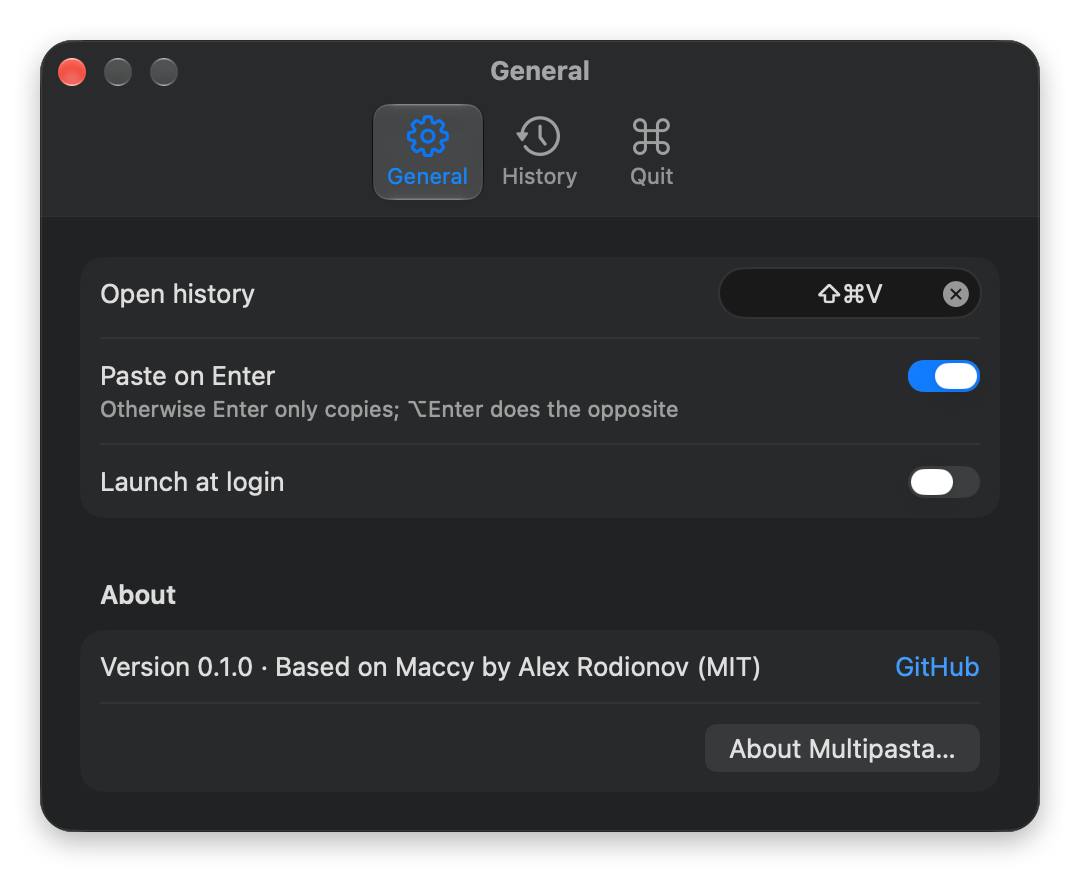 General
General
History
Quit
Open history
⇧⌘V
Paste on Enter
Otherwise Enter only copies; ⌥Enter does the opposite
Launch at login
About
Version 0.1.0 · Based on Maccy by Alex Rodionov (MIT)
GitHub
About Multipasta...